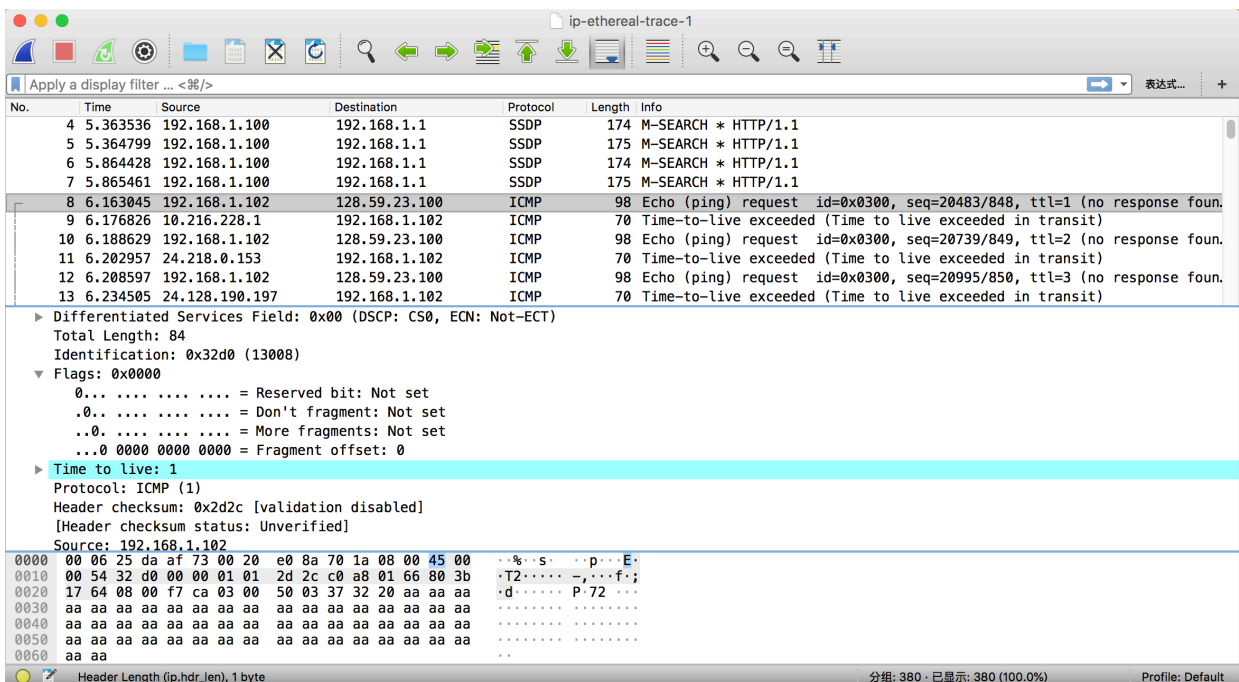 ip-ethereal-trace-1
Apply a display filter ... <⌘/>
表达式...
+
No. Time Source Destination Protocol Length Info
4 5.363536 192.168.1.100 192.168.1.1 SSDP 174 M-SEARCH * HTTP/1.1
5 5.364799 192.168.1.100 192.168.1.1 SSDP 175 M-SEARCH * HTTP/1.1
6 5.864428 192.168.1.100 192.168.1.1 SSDP 174 M-SEARCH * HTTP/1.1
7 5.865461 192.168.1.100 192.168.1.1 SSDP 175 M-SEARCH * HTTP/1.1
8 6.163045 192.168.1.102 128.59.23.100 ICMP 98 Echo (ping) request id=0x0300, seq=20483/848, ttl=1 (no response foun.
9 6.176826 10.216.228.1 192.168.1.102 ICMP 70 Time-to-live exceeded (Time to live exceeded in transit)
10 6.188629 192.168.1.102 128.59.23.100 ICMP 98 Echo (ping) request id=0x0300, seq=20739/849, ttl=2 (no response foun.
11 6.202957 24.218.0.153 192.168.1.102 ICMP 70 Time-to-live exceeded (Time to live exceeded in transit)
12 6.208597 192.168.1.102 128.59.23.100 ICMP 98 Echo (ping) request id=0x0300, seq=20995/850, ttl=3 (no response foun.
13 6.234505 24.128.190.197 192.168.1.102 ICMP 70 Time-to-live exceeded (Time to live exceeded in transit)
Differentiated Services Field: 0x00 (DSCP: CS0, ECN: Not-ECT)
Total Length: 84
Identification: 0x32d0 (13008)
Flags: 0x0000
0... .... .... .... = Reserved bit: Not set
.0.. .... .... .... = Don't fragment: Not set
..0. .... .... .... = More fragments: Not set
...0 0000 0000 0000 = Fragment offset: 0
Time to live: 1
Protocol: ICMP (1)
Header checksum: 0x2d2c [validation disabled]
[Header checksum status: Unverified]
Source: 192.168.1.102
0000 00 06 25 da af 73 00 20 e0 8a 70 1a 08 00 45 00 ··%··s· ··p···E·
0010 00 54 32 d0 00 00 01 01 2d 2c c0 a8 01 66 80 3b ·T2····· -,···f·;
0020 17 64 08 00 f7 ca 03 00 50 03 37 32 20 aa aa aa ·d······ P·72 ···
0030 aa aa aa aa aa aa aa aa aa aa aa aa aa aa aa aa ········ ········
0040 aa aa aa aa aa aa aa aa aa aa aa aa aa aa aa aa ········ ········
0050 aa aa aa aa aa aa aa aa aa aa aa aa aa aa aa aa ········ ········
0060 aa aa ··
Header Length (ip.hdr_len), 1 byte
分组: 380 · 已显示: 380 (100.0%)
Profile: Default